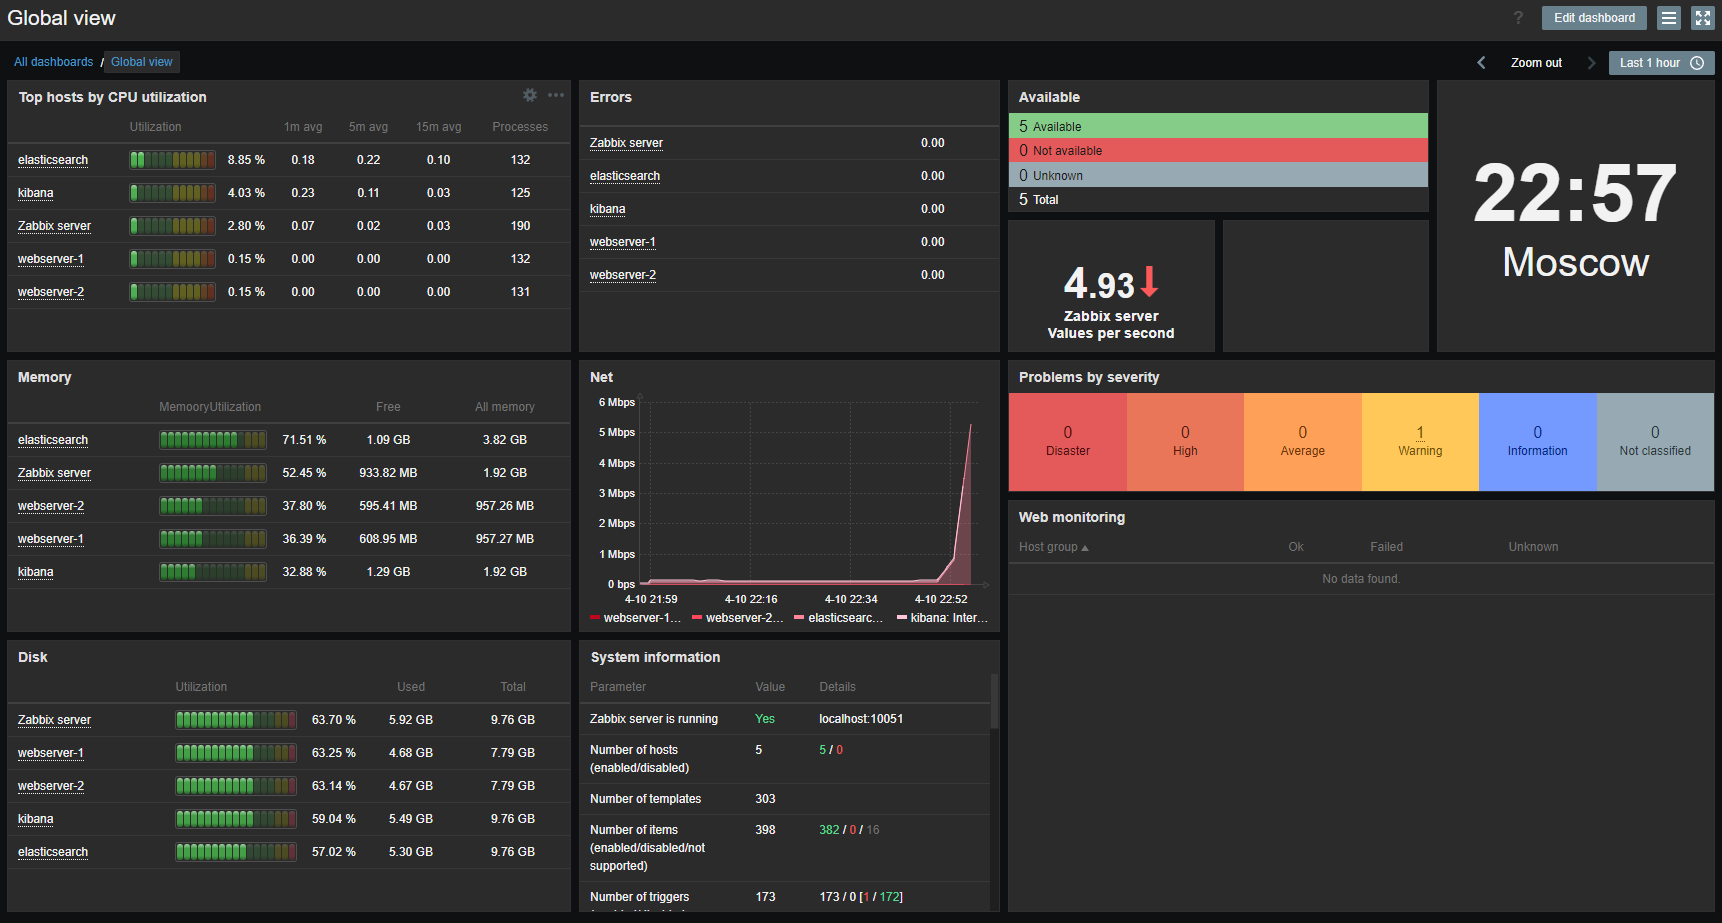 Global view
? Edit dashboard
All dashboards / Global view
Zoom out Last 1 hour
Top hosts by CPU utilization
Utilization 1m avg 5m avg 15m avg Processes
elasticsearch 8.85 % 0.18 0.22 0.10 132
kibana 4.03 % 0.23 0.11 0.03 125
Zabbix server 2.80 % 0.07 0.02 0.03 190
webserver-1 0.15 % 0.00 0.00 0.00 132
webserver-2 0.15 % 0.00 0.00 0.00 131
Errors
Zabbix server 0.00
elasticsearch 0.00
kibana 0.00
webserver-1 0.00
webserver-2 0.00
Available
5 Available
0 Not available
0 Unknown
5 Total
4.93
Zabbix server
Values per second
22:57
Moscow
Memory
MemooryUtilization Free All memory
elasticsearch 71.51 % 1.09 GB 3.82 GB
Zabbix server 52.45 % 933.82 MB 1.92 GB
webserver-2 37.80 % 595.41 MB 957.26 MB
webserver-1 36.39 % 608.95 MB 957.27 MB
kibana 32.88 % 1.29 GB 1.92 GB
Net
6 Mbps
5 Mbps
4 Mbps
3 Mbps
2 Mbps
1 Mbps
0 bps
4-10 21:59 4-10 22:16 4-10 22:34 4-10 22:52
webserver-1... webserver-2... elasticsearc... kibana: Inter...
Problems by severity
0 0 0 1 0 0
Disaster High Average Warning Information Not classified
Web monitoring
Host group Ok Failed Unknown
No data found.
Disk
Utilization Used Total
Zabbix server 63.70 % 5.92 GB 9.76 GB
webserver-1 63.25 % 4.68 GB 7.79 GB
webserver-2 63.14 % 4.67 GB 7.79 GB
kibana 59.04 % 5.49 GB 9.76 GB
elasticsearch 57.02 % 5.30 GB 9.76 GB
System information
Parameter Value Details
Zabbix server is running Yes localhost:10051
Number of hosts 5 5 / 0
(enabled/disabled)
Number of templates 303
Number of items 398 382 / 0 / 16
(enabled/disabled/not
supported)
Number of triggers 173 173 / 0 [1 / 172]